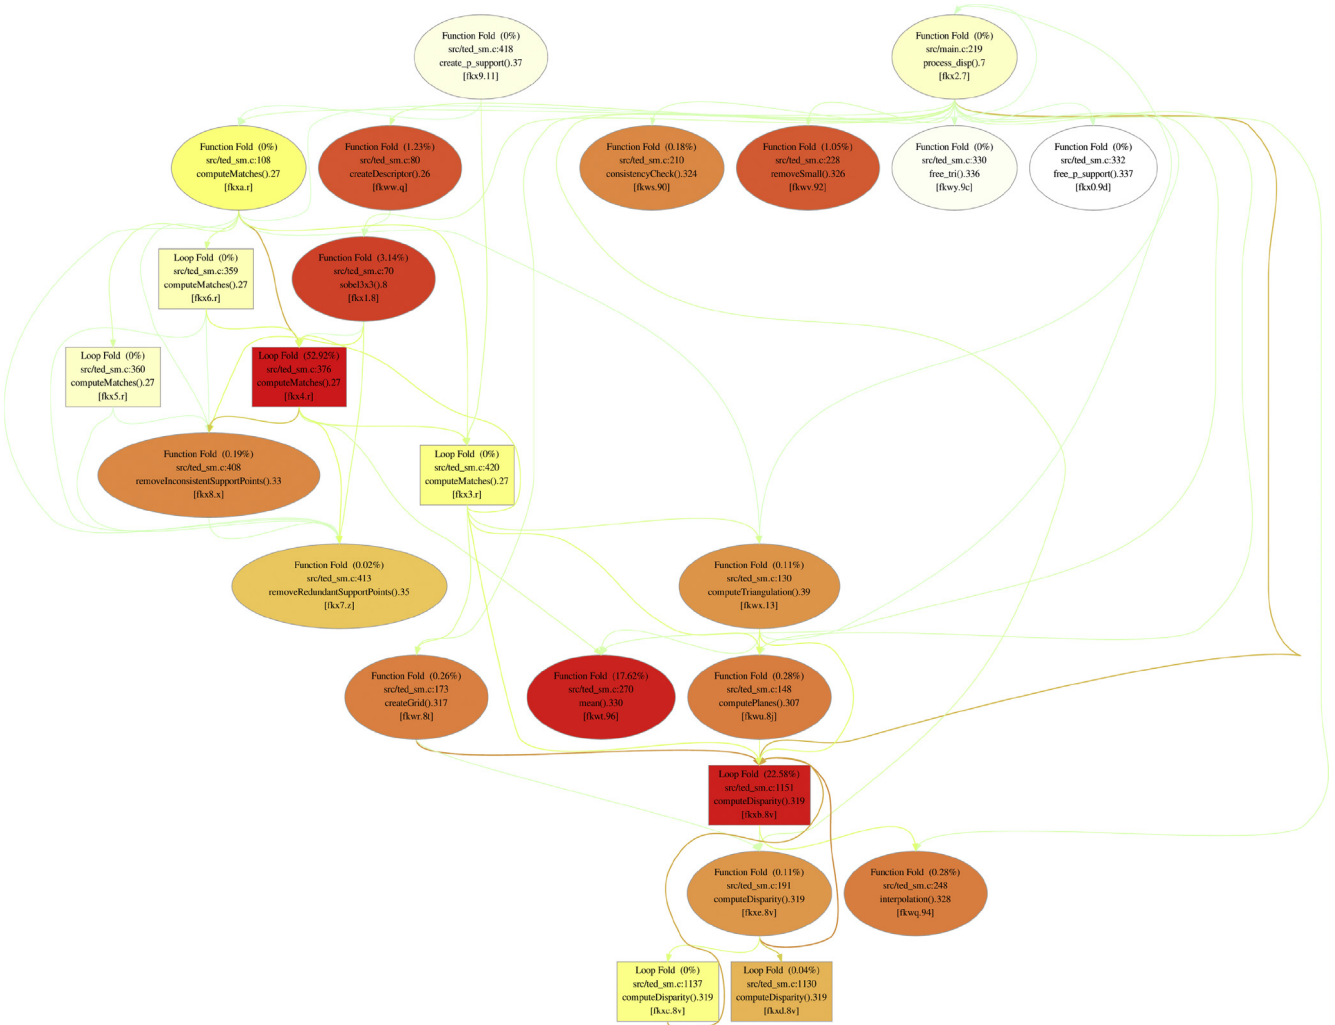 Function Fold (0%)
src/ted_sm.c:418
create_p_support().37
[fkx9.11]
Function Fold (0%)
src/main.c:219
process_disp().7
[fkx2.7]
Function Fold (0%)
src/ted_sm.c:108
computeMatches().27
[fkxa.r]
Function Fold (1.23%)
src/ted_sm.c:80
createDescriptor().26
[fkww.q]
Function Fold (0.18%)
src/ted_sm.c:210
consistencyCheck().324
[fkws.90]
Function Fold (1.05%)
src/ted_sm.c:228
removeSmall().326
[fkwv.92]
Function Fold (0%)
src/ted_sm.c:330
free_tri().336
[fkwy.9c]
Function Fold (0%)
src/ted_sm.c:332
free_p_support().337
[fkx0.9d]
Loop Fold (0%)
src/ted_sm.c:359
computeMatches().27
[fkx6.r]
Function Fold (3.14%)
src/ted_sm.c:70
sobel3x3().8
[fkx1.8]
Loop Fold (0%)
src/ted_sm.c:360
computeMatches().27
[fkx5.r]
Loop Fold (52.92%)
src/ted_sm.c:376
computeMatches().27
[fkx4.r]
Function Fold (0.19%)
src/ted_sm.c:408
removeInconsistentSupportPoints().33
[fkx8.x]
Loop Fold (0%)
src/ted_sm.c:420
computeMatches().27
[fkx3.r]
Function Fold (0.02%)
src/ted_sm.c:413
removeRedundantSupportPoints().35
[fkx7.z]
Function Fold (0.11%)
src/ted_sm.c:130
computeTriangulation().39
[fkwx.13]
Function Fold (0.26%)
src/ted_sm.c:173
createGrid().317
[fkwr.8t]
Function Fold (17.62%)
src/ted_sm.c:270
mean().330
[fkwt.96]
Function Fold (0.28%)
src/ted_sm.c:148
computePlanes().307
[fkwu.8j]
Loop Fold (22.58%)
src/ted_sm.c:1151
computeDisparity().319
[fkxb.8v]
Function Fold (0.11%)
src/ted_sm.c:191
computeDisparity().319
[fkxe.8v]
Function Fold (0.28%)
src/ted_sm.c:248
interpolation().328
[fkwq.94]
Loop Fold (0%)
src/ted_sm.c:1137
computeDisparity().319
[fkxc.8v]
Loop Fold (0.04%)
src/ted_sm.c:1130
computeDisparity().319
[fkxd.8v]